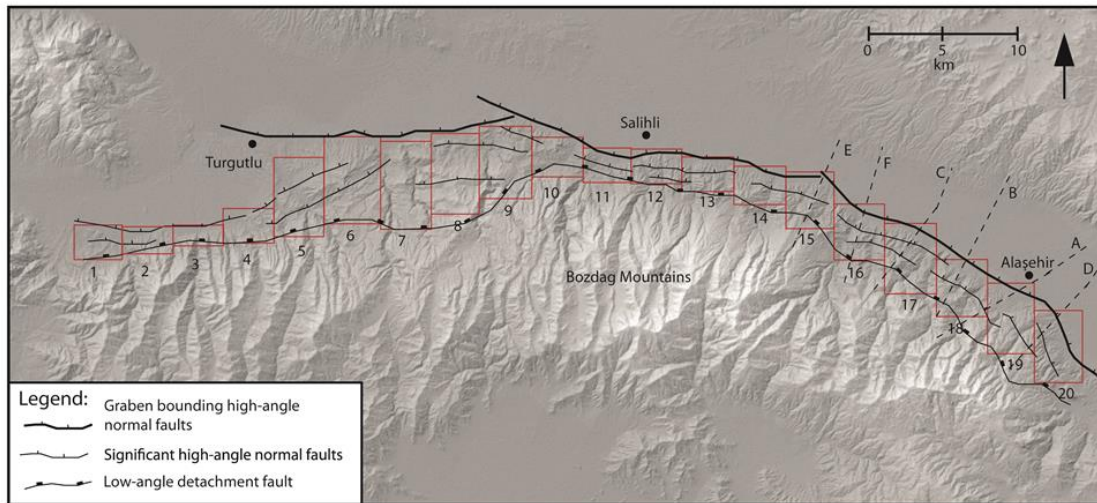 0 5 10
km
Salihli
Turgutlu
E
F
C
B
A
D
1 2 3 4 5 6 7 8 9 10 11 12 13 14 15 16 17 18 19 20
Alaşehir
Bozdag Mountains
Legend:
Graben bounding high-angle
normal faults
Significant high-angle normal faults
Low-angle detachment fault